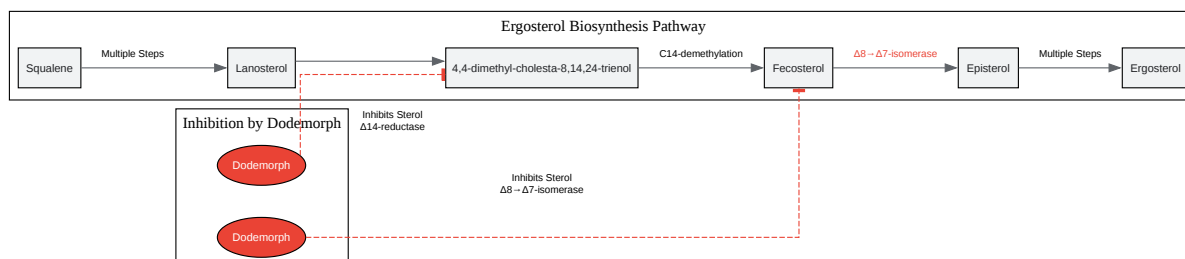 Ergosterol Biosynthesis Pathway
Squalene
Multiple Steps
Lanosterol
4,4-dimethyl-cholesta-8,14,24-trienol
C14-demethylation
Fecosterol
Δ8→Δ7-isomerase
Episterol
Multiple Steps
Ergosterol
Inhibition by Dodemorph
Inhibits Sterol
Δ14-reductase
Dodemorph
Inhibits Sterol
Δ8→Δ7-isomerase
Dodemorph